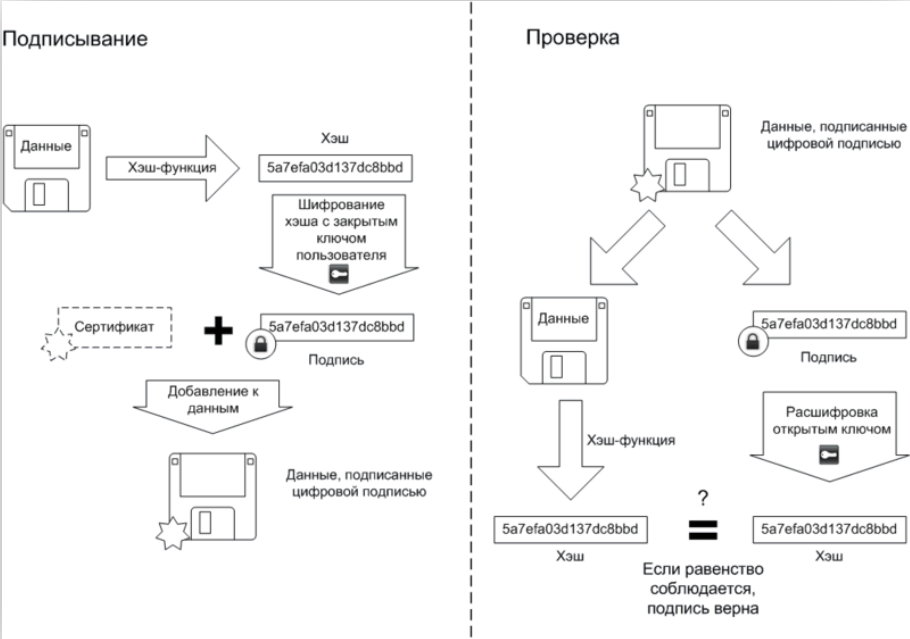 Подписывание
Данные
Хэш-функция
Хэш
5a7efa03d137dc8bbd
Шифрование
хэша с закрытым
ключом
пользователя
Сертификат
5a7efa03d137dc8bbd
Подпись
Добавление к
данным
Данные, подписанные
цифровой подписью
Проверка
Данные, подписанные
цифровой подписью
Данные
5a7efa03d137dc8bbd
Подпись
Хэш-функция
Расшифровка
открытым ключом
5a7efa03d137dc8bbd
Хэш
?
5a7efa03d137dc8bbd
Хэш
Если равенство
соблюдается,
подпись верна